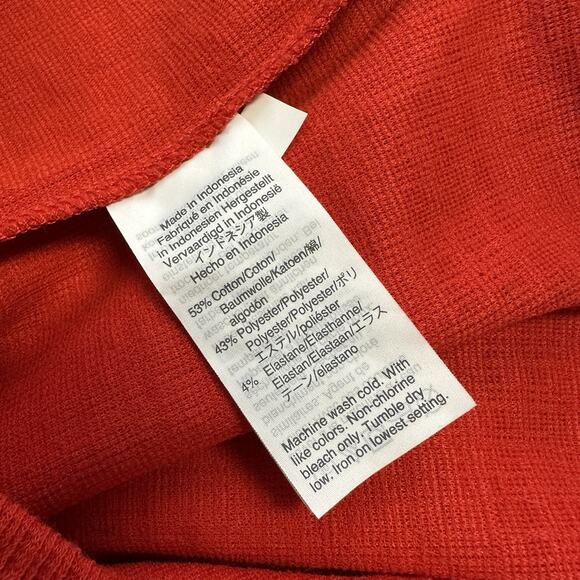 Made in Indonesia
Fabriqué en Indonésie
in Indonesien Hergestellt
Vervaardigd in Indonesië
インドネシア製
Hecho en Indonesia
53% Cotton/Coton/
Baumwolle/Katoen/綿/
algodón
43% Polyester/Polyester/
Polyester/Polyester/ポリ
エステル/poliéster
4% Elastane/Elasthanne/
Elastan/Elastaan/エラス
テーン/elastano
Machine wash cold. With
like colors. Non-chlorine
bleach only. Tumble dry
low. Iron on lowest setting.